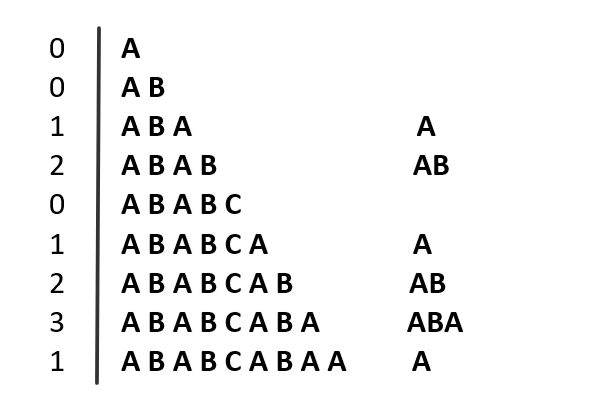 0 A
0 A B
1 A B A A
2 A B A B AB
0 A B A B C
1 A B A B C A A
2 A B A B C A B AB
3 A B A B C A B A ABA
1 A B A B C A B A A A